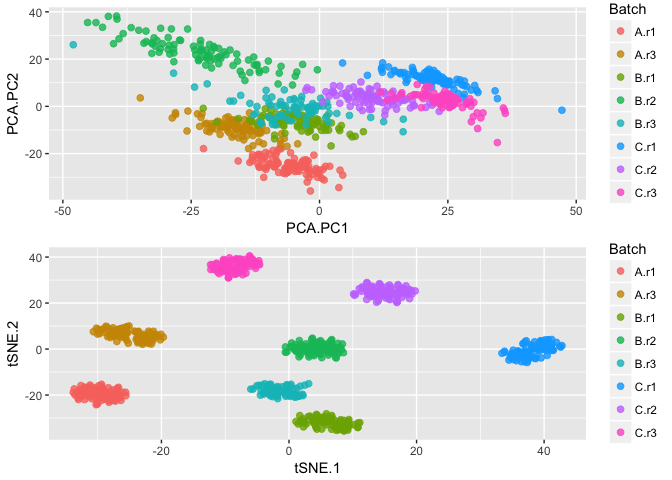 Batch
40
20
0
-20
PCA.PC2
-50
-25
0
25
50
PCA.PC1
A.r1
A.r3
B.r1
B.r2
B.r3
C.r1
C.r2
C.r3
Batch
40
20
0
-20
tSNE.2
-20
0
20
40
tSNE.1
A.r1
A.r3
B.r1
B.r2
B.r3
C.r1
C.r2
C.r3